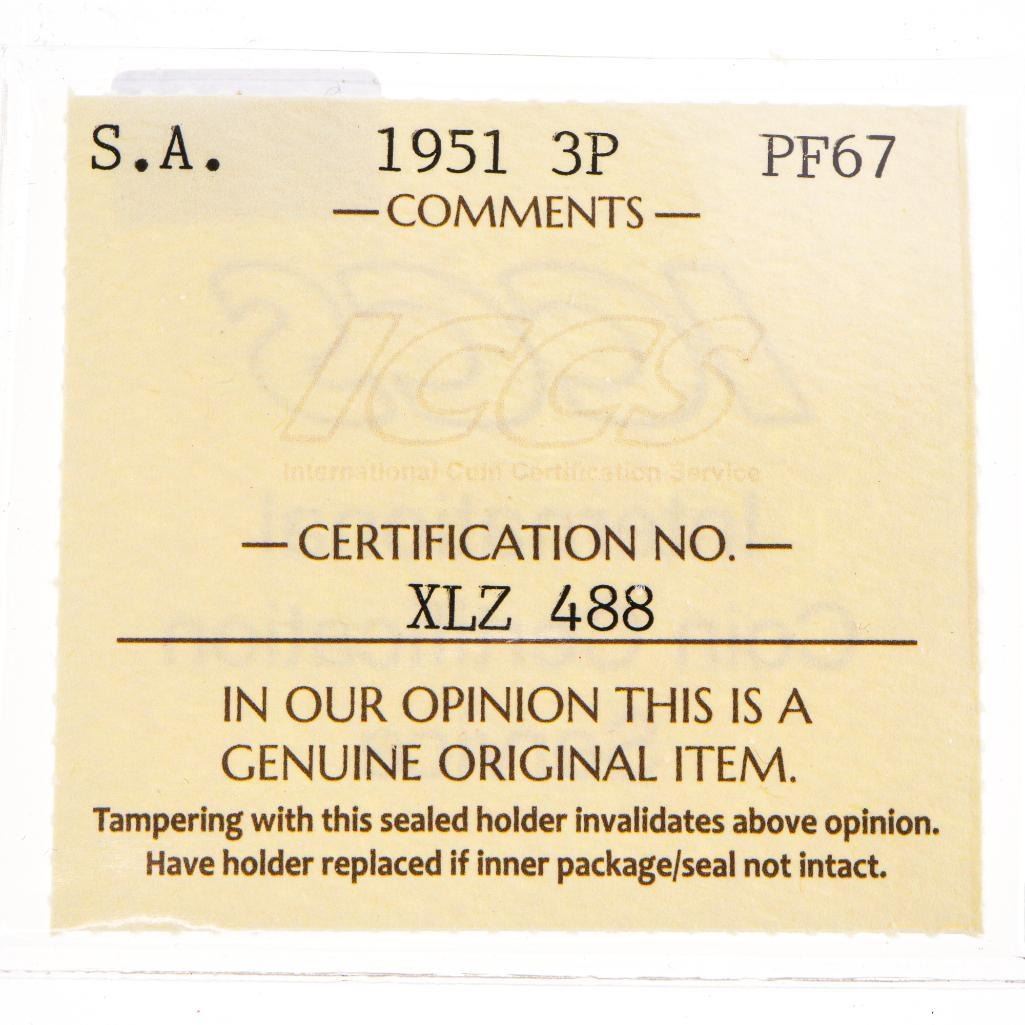 S.A. 1951 3P PF67
—COMMENTS—
ICCS
International Coin Certification Service
—CERTIFICATION NO.—
XLZ 488
IN OUR OPINION THIS IS A
GENUINE ORIGINAL ITEM.
Tampering with this sealed holder invalidates above opinion.
Have holder replaced if inner package/seal not intact.